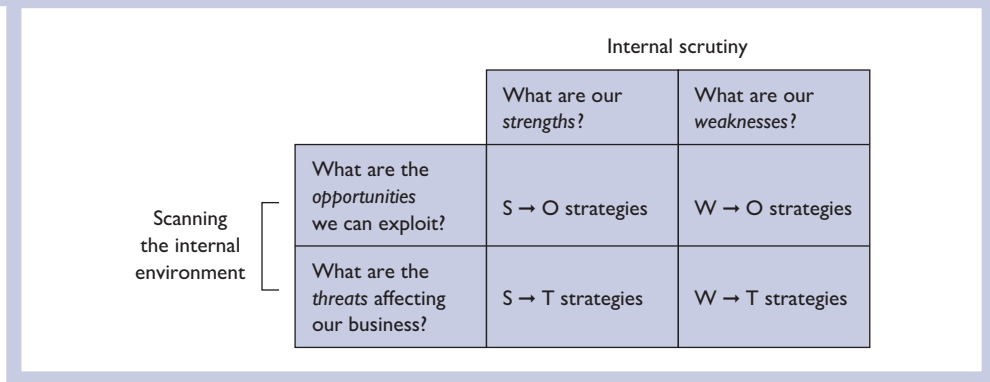 Internal scrutiny
What are our
strengths?
What are our
weaknesses?
Scanning
the internal
environment
What are the
opportunities
we can exploit?
S → O strategies
W → O strategies
What are the
threats affecting
our business?
S → T strategies
W → T strategies